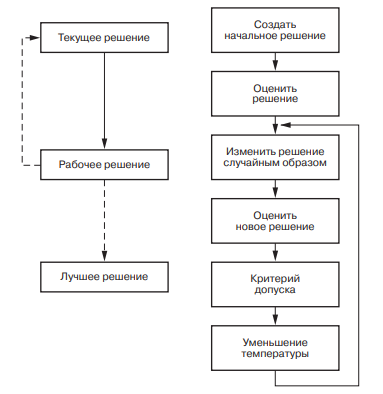 Текущее решение
Рабочее решение
Лучшее решение
Создать
начальное решение
Оценить
решение
Изменить решение
случайным образом
Оценить
новое решение
Критерий
допуска
Уменьшение
температуры